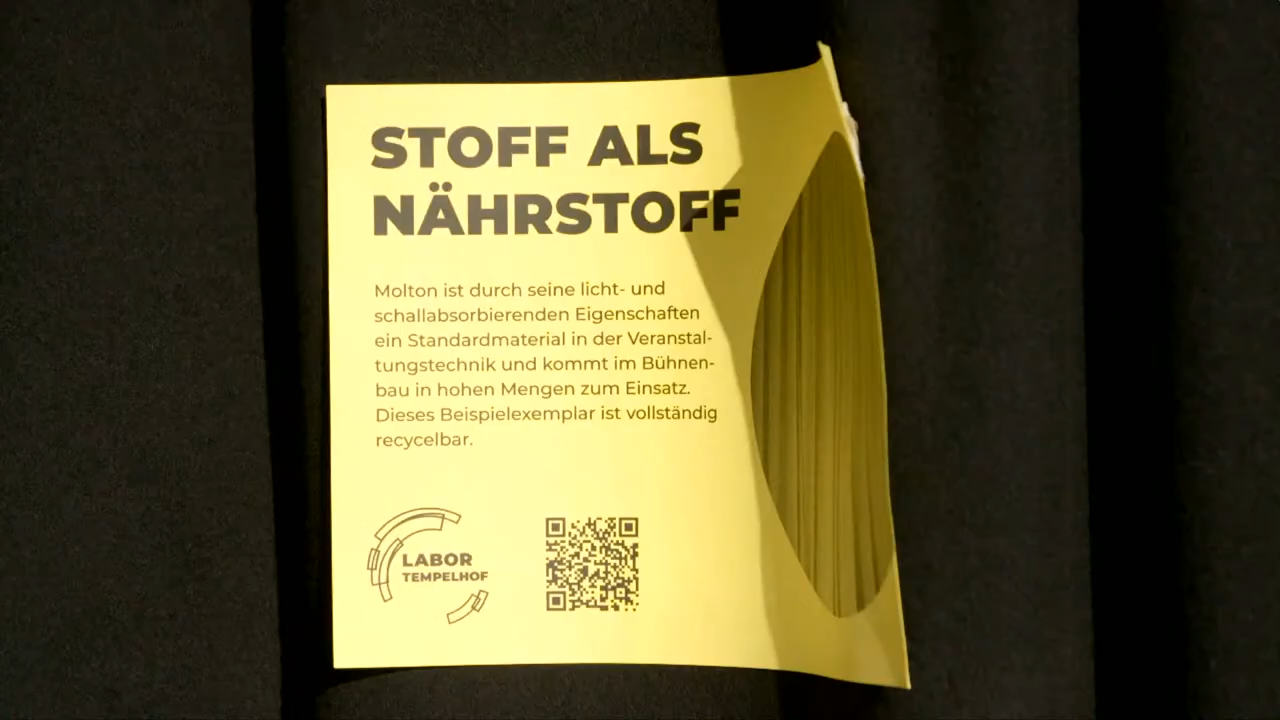 STOFF ALS
NÄHRSTOFF
Molton ist durch seine licht- und
schallabsorbierenden Eigenschaften
ein Standardmaterial in der Veranstal-
tungstechnik und kommt im Bühnen-
bau in hohen Mengen zum Einsatz.
Dieses Beispielexemplar ist vollständig
recycelbar.
LABOR
TEMPELHOF